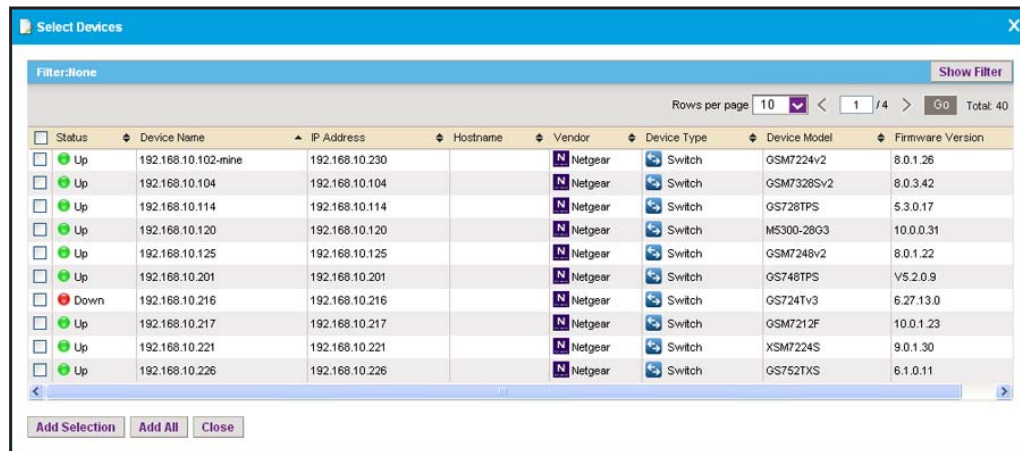 Select Devices X
Filter:None Show Filter
Rows per page 10 < 1 / 4 > Go Total: 40
Status Device Name IP Address Hostname Vendor Device Type Device Model Firmware Version
Up 192.168.10.102-mine 192.168.10.230 N Netgear Switch GSM7224v2 8.0.1.26
Up 192.168.10.104 192.168.10.104 N Netgear Switch GSM7328Sv2 8.0.3.42
Up 192.168.10.114 192.168.10.114 N Netgear Switch GS728TPS 5.3.0.17
Up 192.168.10.120 192.168.10.120 N Netgear Switch M5300-28G3 10.0.0.31
Up 192.168.10.125 192.168.10.125 N Netgear Switch GSM7248v2 8.0.1.22
Up 192.168.10.201 192.168.10.201 N Netgear Switch GS748TPS V5.2.0.9
Down 192.168.10.216 192.168.10.216 N Netgear Switch GS724Tv3 6.27.13.0
Up 192.168.10.217 192.168.10.217 N Netgear Switch GSM7212F 10.0.1.23
Up 192.168.10.221 192.168.10.221 N Netgear Switch XSM7224S 9.0.1.30
Up 192.168.10.226 192.168.10.226 N Netgear Switch GS752TXS 6.1.0.11
Add Selection Add All Close